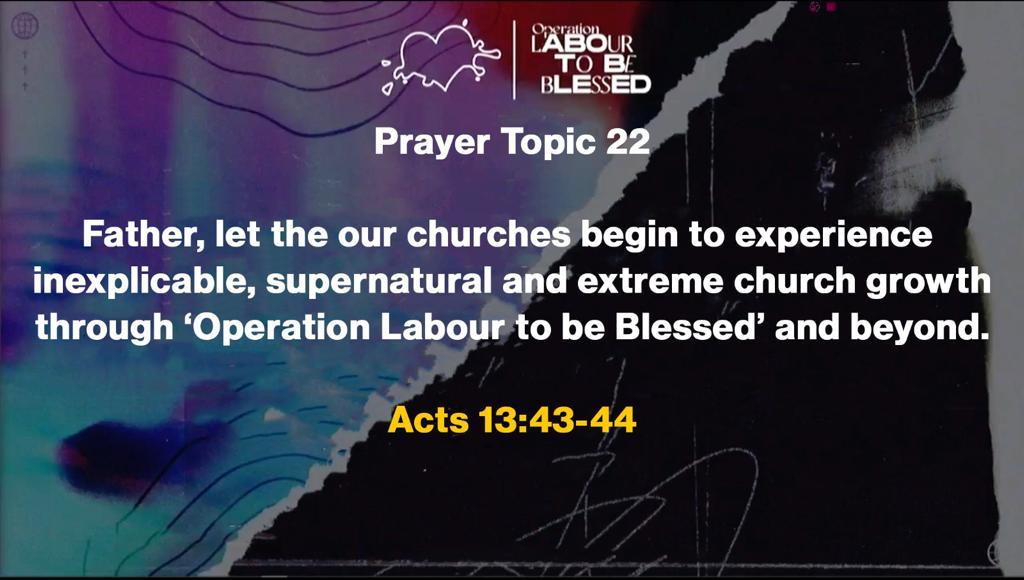 Operation
LABOUR
TO BE
BLESSED
Prayer Topic 22
Father, let the our churches begin to experience
inexplicable, supernatural and extreme church growth
through ‘Operation Labour to be Blessed’ and beyond.
Acts 13:43-44